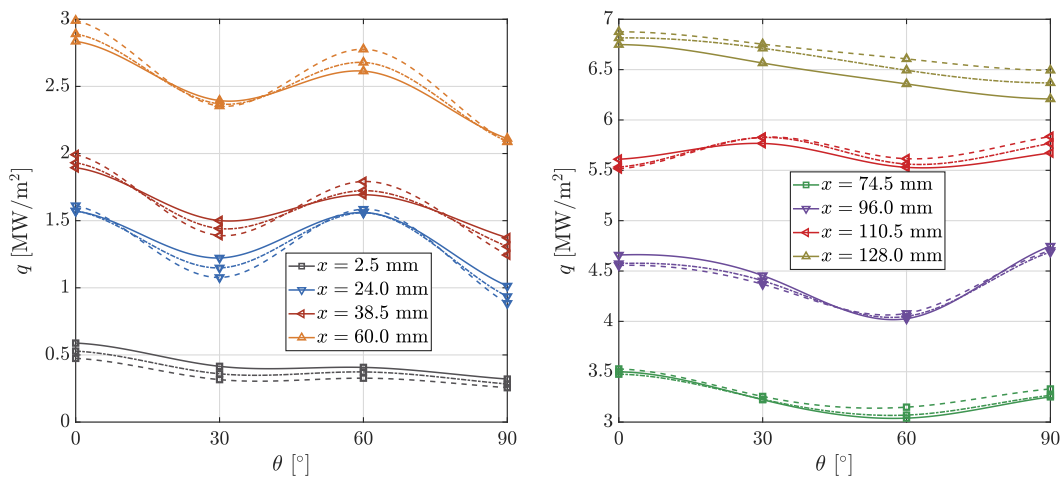 3
2.5
2
1.5
1
0.5
0
q [MW/m²]
x = 2.5 mm
x = 24.0 mm
x = 38.5 mm
x = 60.0 mm
0 30 60 90
θ [°]
7
6.5
6
5.5
5
4.5
4
3.5
3
q [MW/m²]
x = 74.5 mm
x = 96.0 mm
x = 110.5 mm
x = 128.0 mm
0 30 60 90
θ [°]